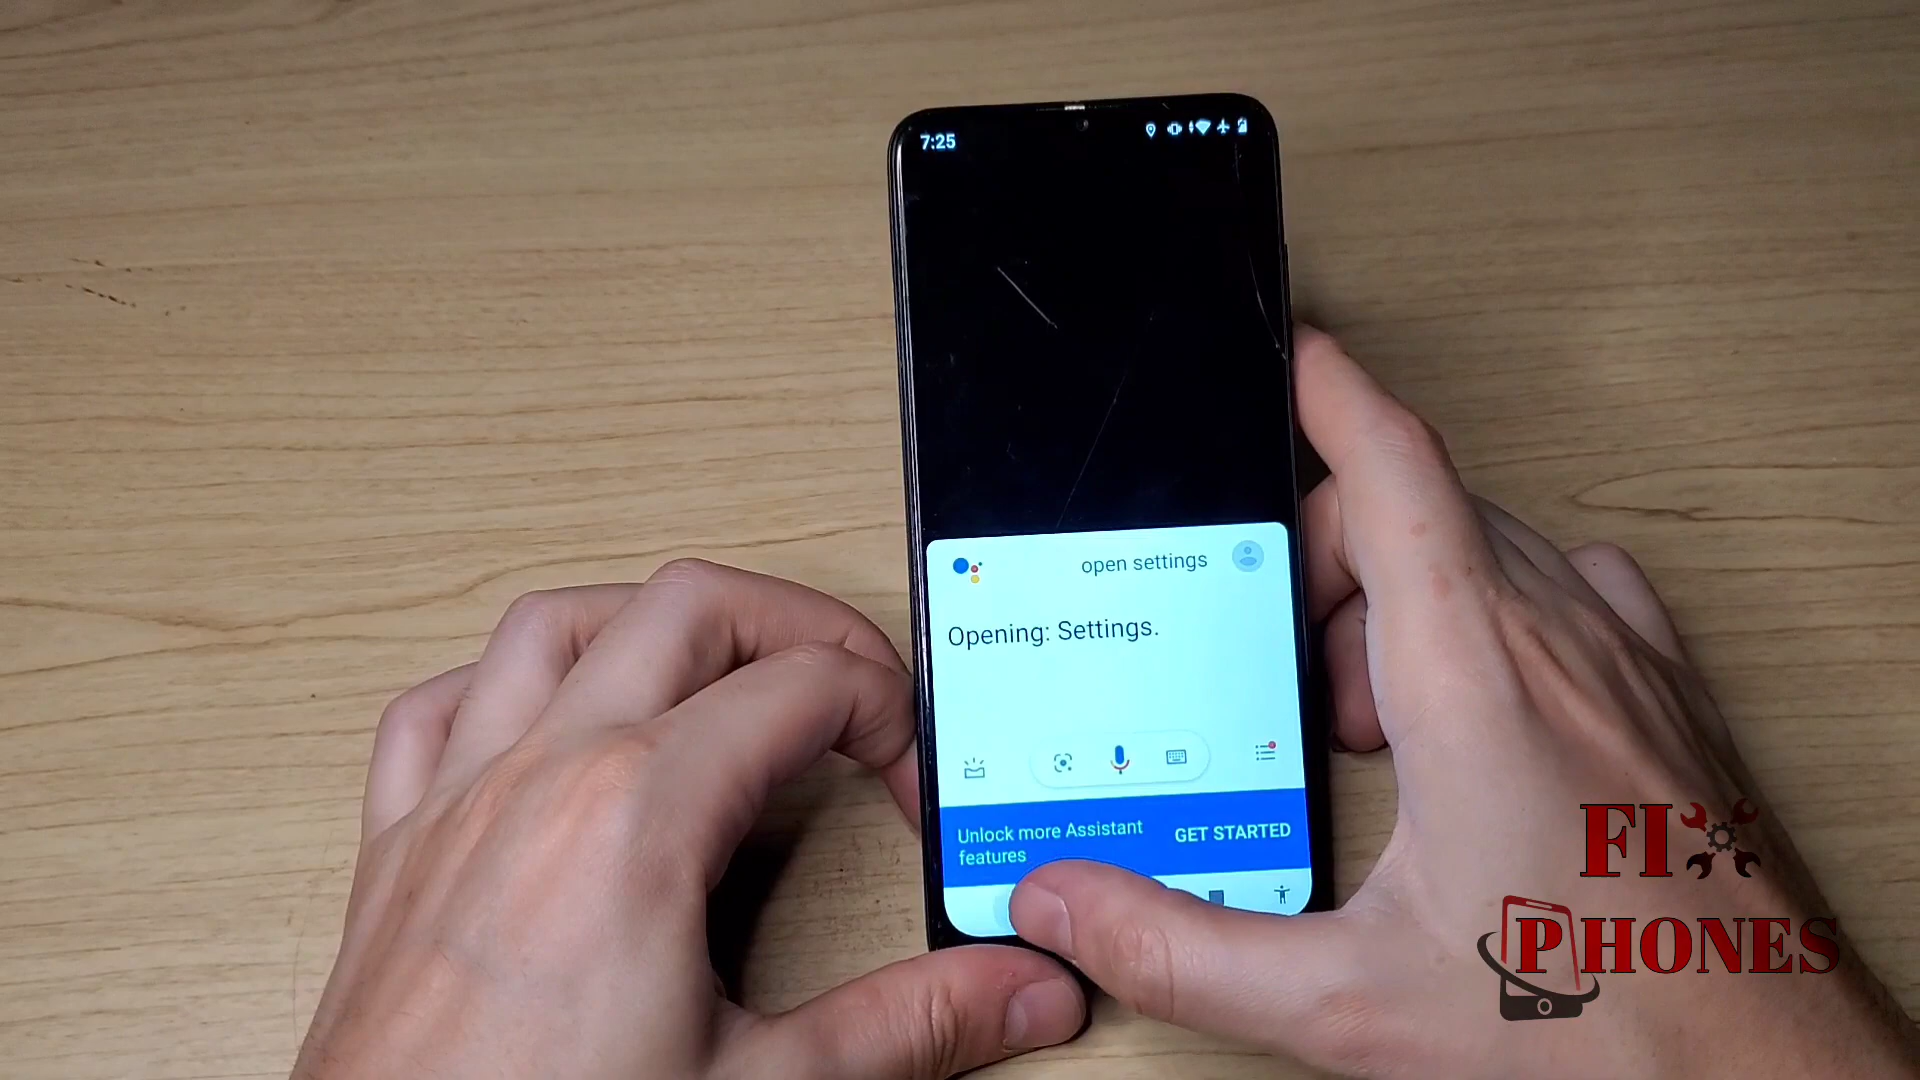 7:25
open settings
Opening: Settings.
Unlock more Assistant
features
GET STARTED
FI
PHONES